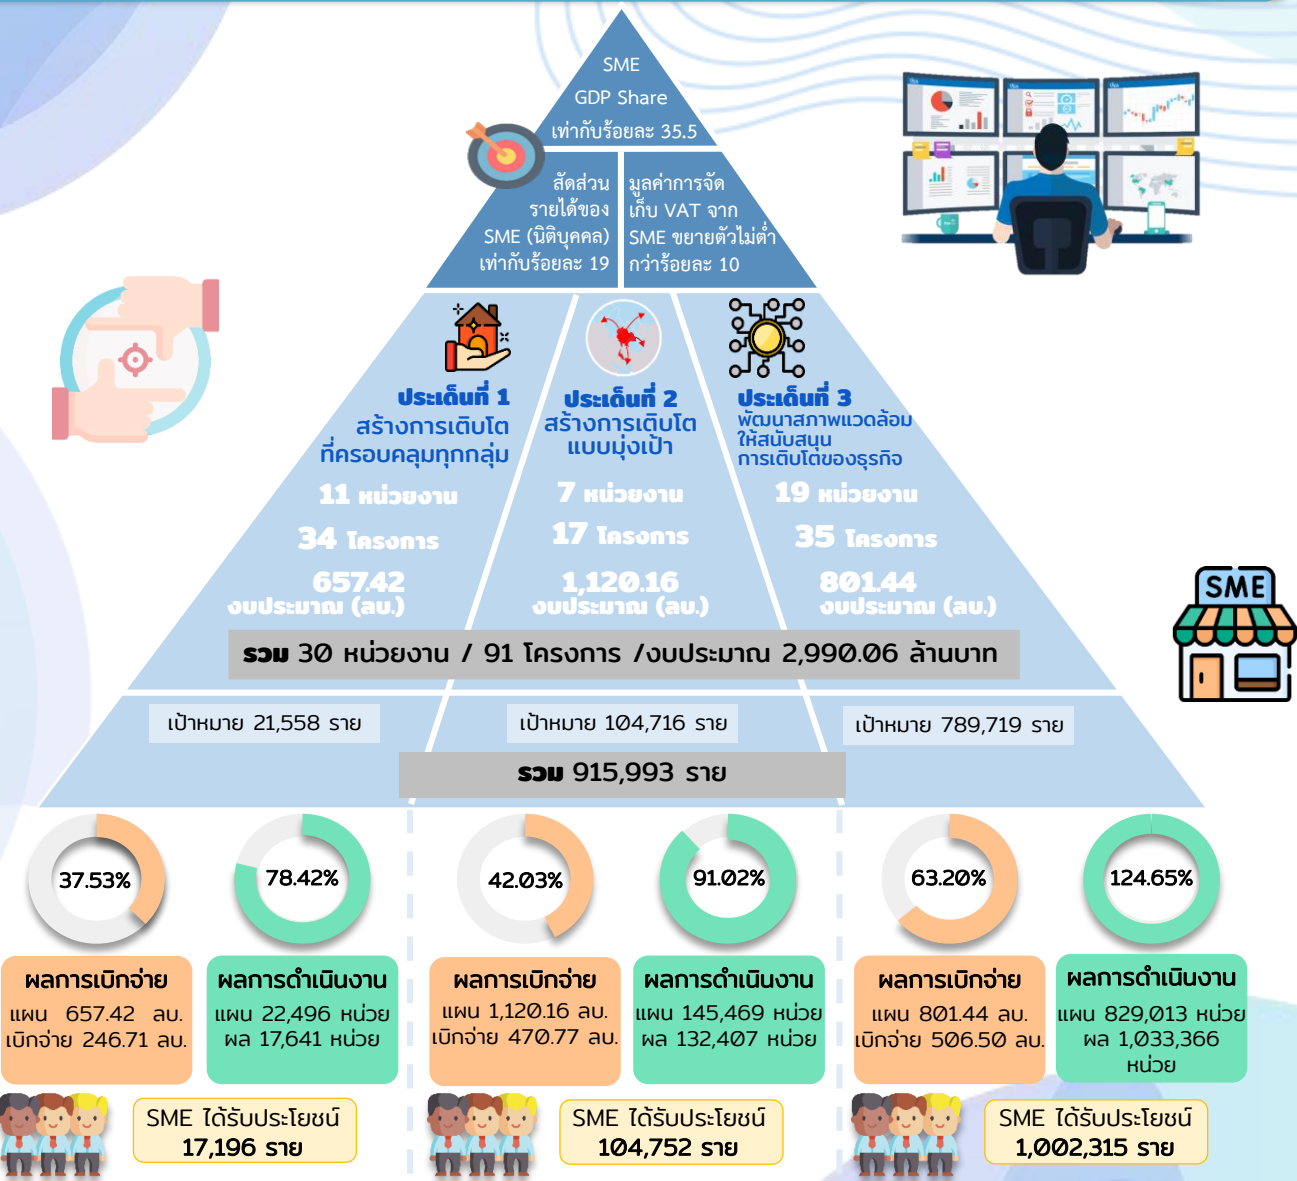 SME
GDP Share
เท่ากับร้อยละ 35.5
สัดส่วน
รายได้ของ
SME (นิติบุคคล)
เท่ากับร้อยละ 19
มูลค่าการจัด
เก็บ VAT จาก
SME ขยายตัวไม่ต่ำ
กว่าร้อยละ 10
ประเด็นที่ 1
สร้างการเติบโต
ที่ครอบคลุมทุกกลุ่ม
11 หน่วยงาน
34 โครงการ
657.42
งบประมาณ (ลบ.)
ประเด็นที่ 2
สร้างการเติบโต
แบบมุ่งเป้า
7 หน่วยงาน
17 โครงการ
1,120.16
งบประมาณ (ลบ.)
ประเด็นที่ 3
พัฒนาสภาพแวดล้อม
ให้สนับสนุน
การเติบโตของธุรกิจ
19 หน่วยงาน
35 โครงการ
801.44
งบประมาณ (ลบ.)
SME
รวม 30 หน่วยงาน / 91 โครงการ /งบประมาณ 2,990.06 ล้านบาท
เป้าหมาย 21,558 ราย
เป้าหมาย 104,716 ราย
เป้าหมาย 789,719 ราย
รวม 915,993 ราย
37.53%
78.42%
42.03%
91.02%
63.20%
124.65%
ผลการเบิกจ่าย
แผน 657.42 ลบ.
เบิกจ่าย 246.71 ลบ.
ผลการดำเนินงาน
แผน 22,496 หน่วย
ผล 17,641 หน่วย
ผลการเบิกจ่าย
แผน 1,120.16 ลบ.
เบิกจ่าย 470.77 ลบ.
ผลการดำเนินงาน
แผน 145,469 หน่วย
ผล 132,407 หน่วย
ผลการเบิกจ่าย
แผน 801.44 ลบ.
เบิกจ่าย 506.50 ลบ.
ผลการดำเนินงาน
แผน 829,013 หน่วย
ผล 1,033,366
หน่วย
SME ได้รับประโยชน์
17,196 ราย
SME ได้รับประโยชน์
104,752 ราย
SME ได้รับประโยชน์
1,002,315 ราย